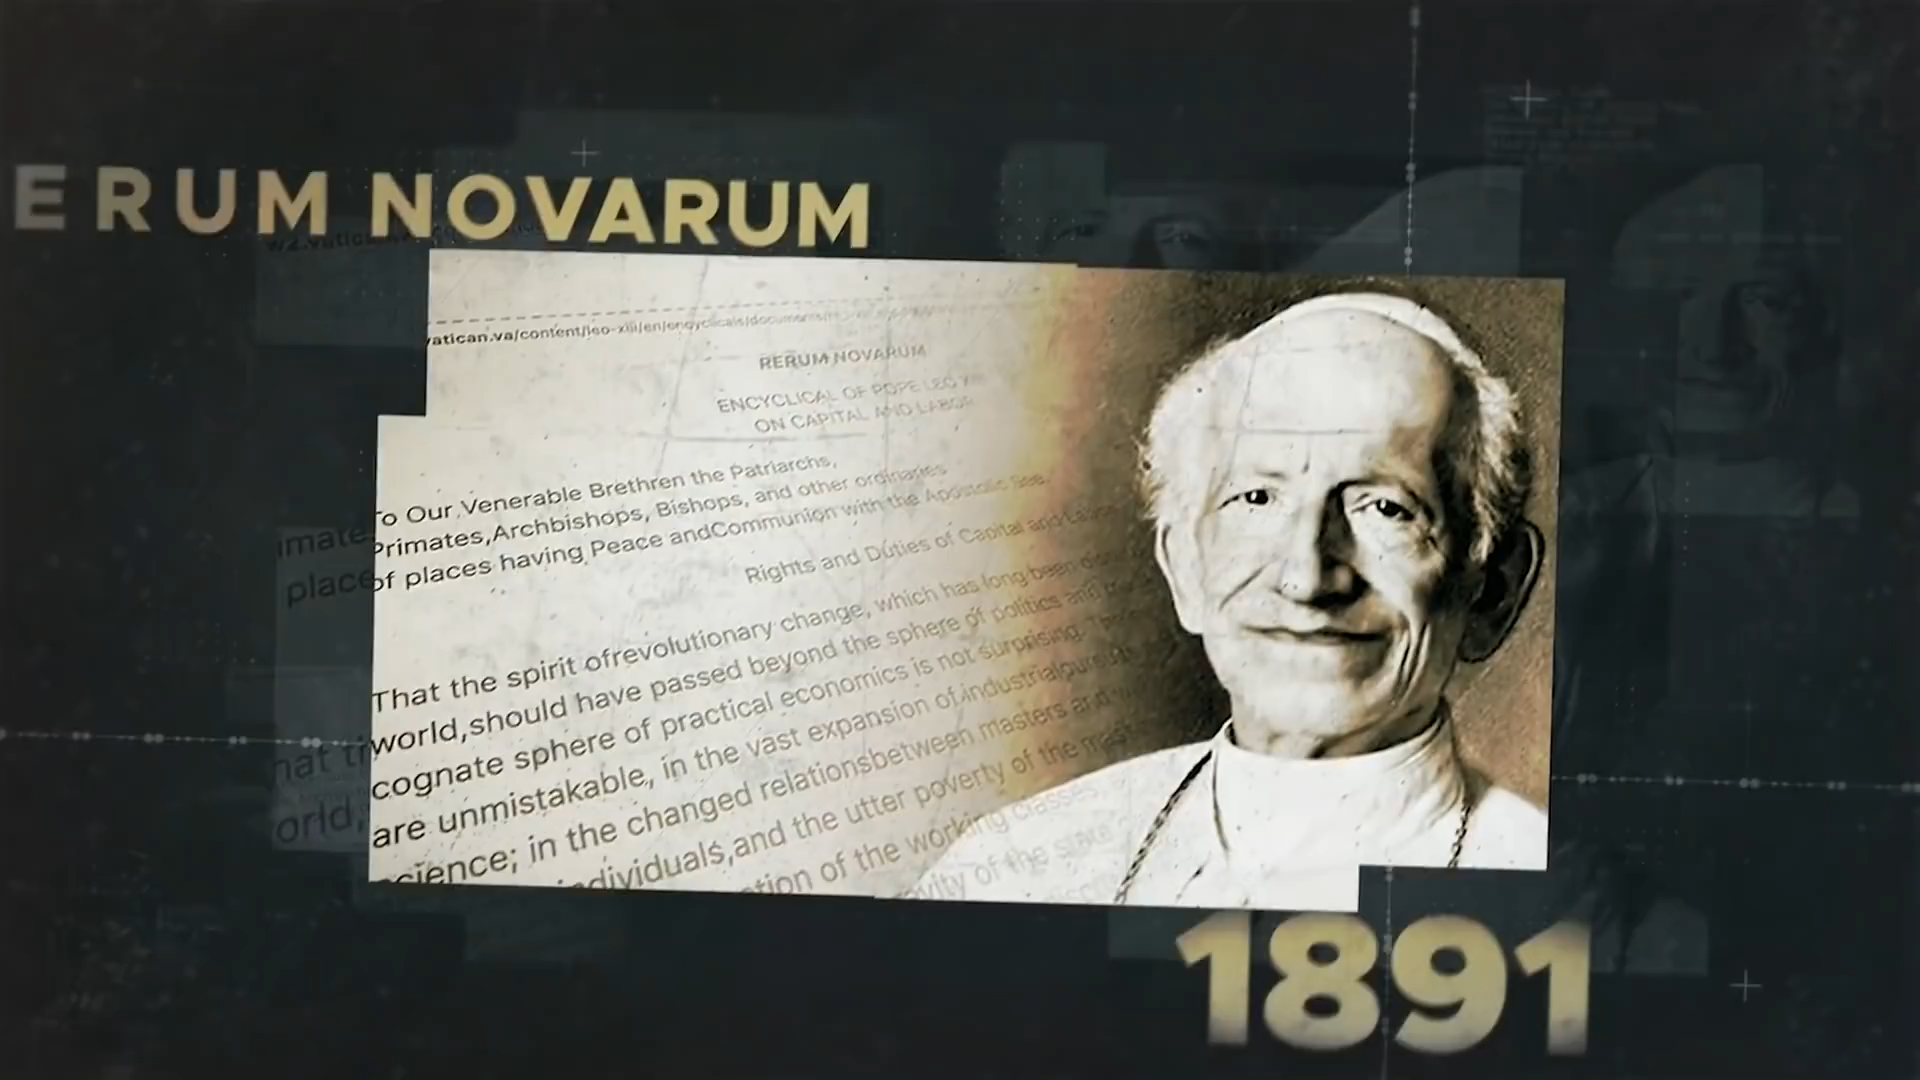 ERUM NOVARUM
vatican.va/content/leo-xiii/en/encyclicals/documents/
RERUM NOVARUM
ENCYCLICAL OF POPE LEO XIII
ON CAPITAL AND LABOR
To Our Venerable Brethren the Patriarchs,
Primates,Archbishops, Bishops, and other ordinaries
of places having Peace andCommunion with the Apostolic See.
Rights and Duties of Capital and Labor
That the spirit ofrevolutionary change, which has long been
world,should have passed beyond the sphere of politics and
cognate sphere of practical economics is not surprising.
are unmistakable, in the vast expansion of industrialpursuits
science; in the changed relationsbetween masters and
individuals,and the utter poverty of the
of the working classes
of the state
1891